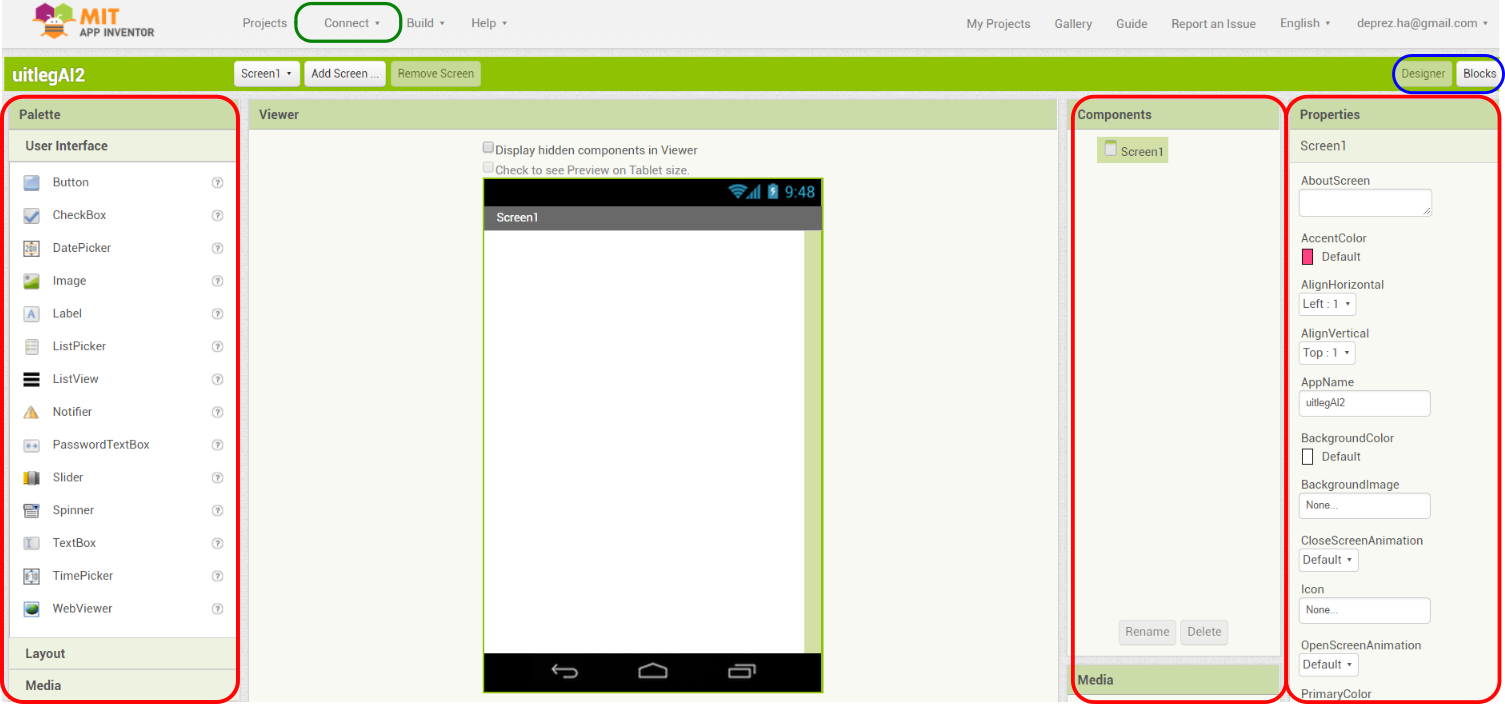 MIT
APP INVENTOR
Projects Connect Build Help My Projects Gallery Guide Report an Issue English deprez.ha@gmail.com
uitlegAI2 Screen1 Add Screen ... Remove Screen Designer Blocks
Palette
User Interface
Button
CheckBox
DatePicker
Image
Label
ListPicker
ListView
Notifier
PasswordTextBox
Slider
Spinner
TextBox
TimePicker
WebViewer
Layout
Media
Viewer
Display hidden components in Viewer
Check to see Preview on Tablet size.
9:48
Screen1
Components
Screen1
Rename Delete
Media
Properties
Screen1
AboutScreen
AccentColor
Default
AlignHorizontal
Left : 1
AlignVertical
Top : 1
AppName
uitlegAI2
BackgroundColor
Default
BackgroundImage
None...
CloseScreenAnimation
Default
Icon
None...
OpenScreenAnimation
Default
PrimaryColor